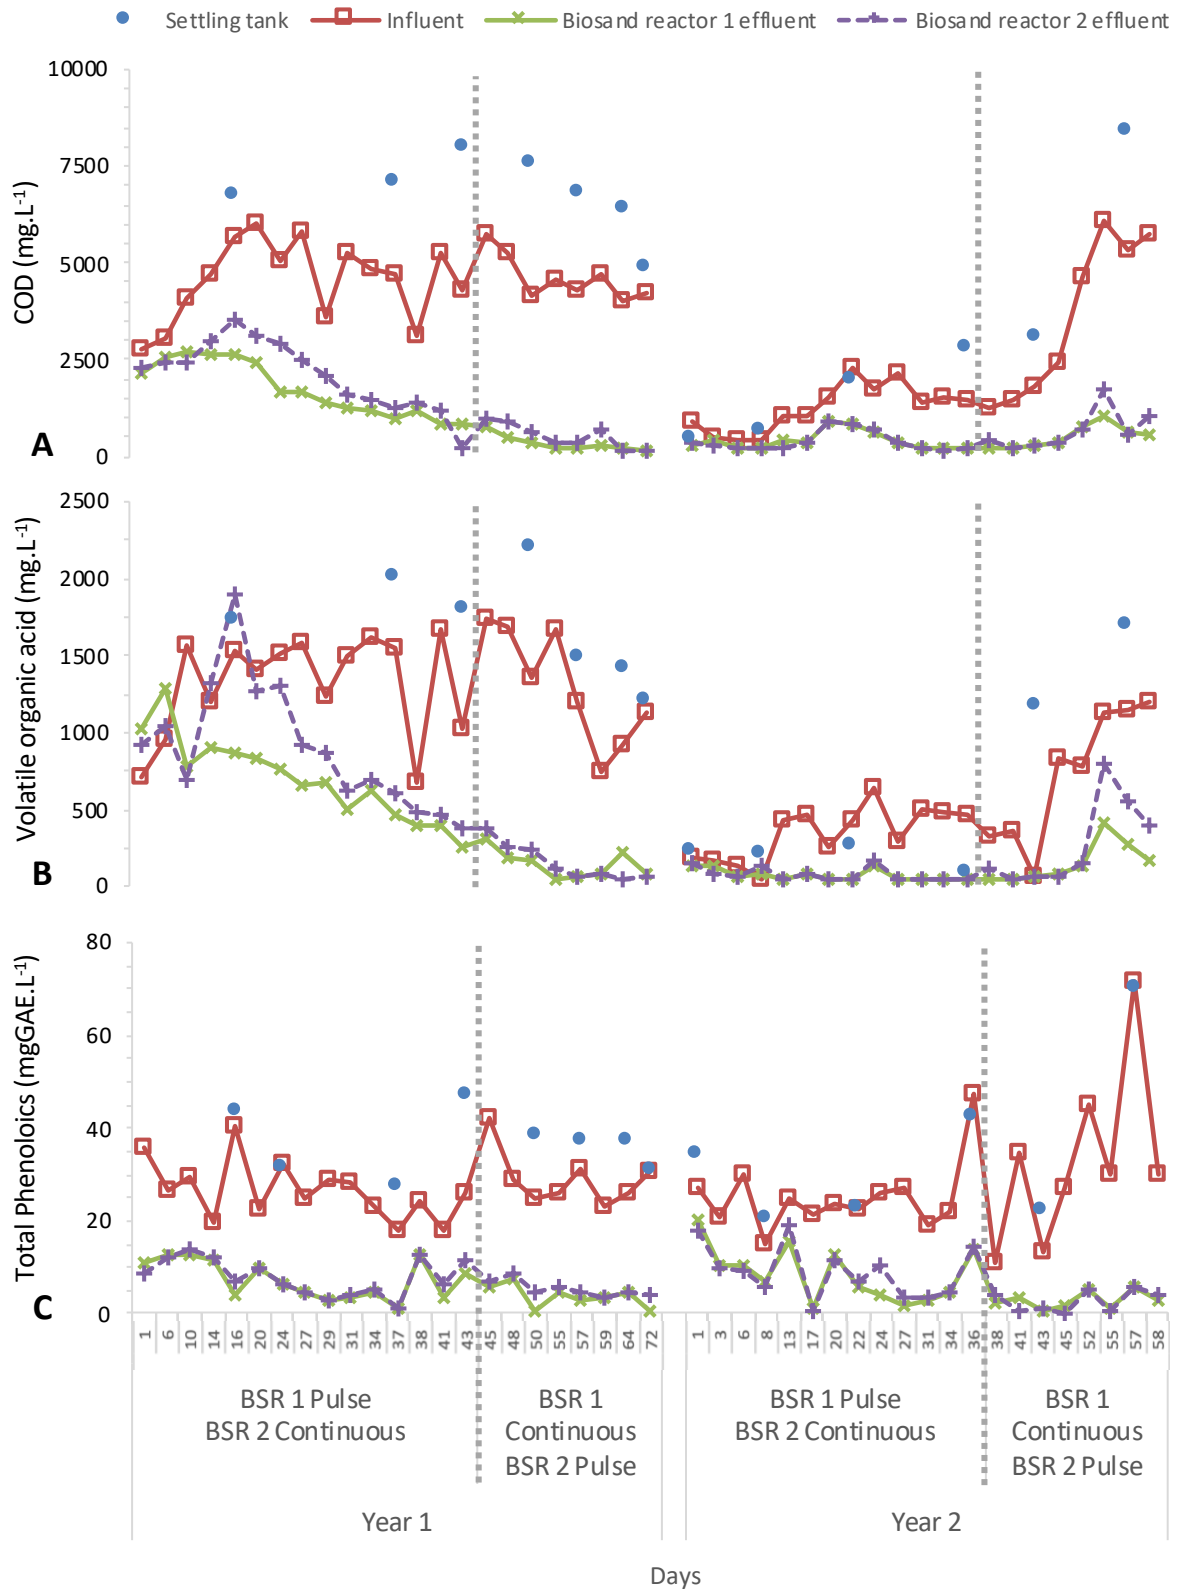 Settling tank Influent Biosand reactor 1 effluent Biosand reactor 2 effluent
COD (mg.L-1)
10000
7500
5000
2500
0
A
Volatile organic acid (mg.L-1)
2500
2000
1500
1000
500
0
B
Total Phenoloics (mgGAE.L-1)
80
60
40
20
0
C
1 6 10 14 16 20 24 27 29 31 34 37 38 41 43 45 48 50 55 57 59 64 72 1 3 6 8 13 17 20 22 24 27 31 34 36 38 41 43 45 52 55 57 58
BSR 1 Pulse BSR 1 BSR 1 Pulse BSR 1
BSR 2 Continuous Continuous BSR 2 Continuous Continuous
BSR 2 Pulse BSR 2 Pulse
Year 1 Year 2
Days